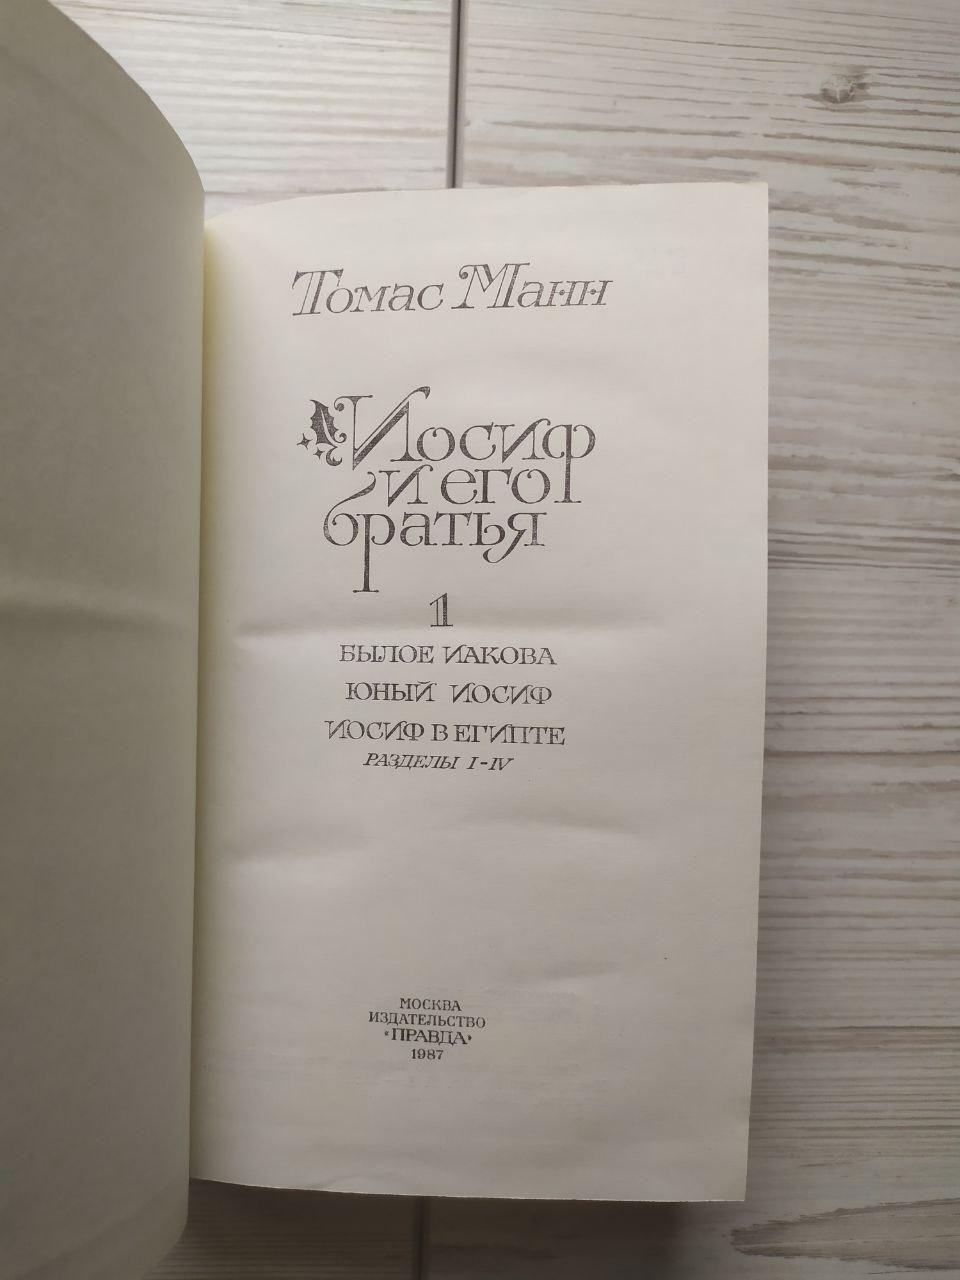 Томас Манн
Иосиф
и его
братья
1
БЫЛОЕ ИАКОВА
ЮНЫЙ ИОСИФ
ИОСИФ В ЕГИПТЕ
РАЗДЕЛЫ I-IV
МОСКВА
ИЗДАТЕЛЬСТВО
«ПРАВДА»
1987